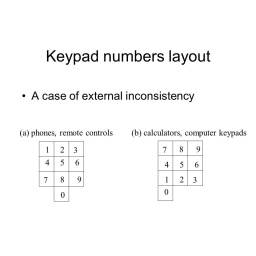 Keypad numbers layout
• A case of external inconsistency
(a) phones, remote controls
1 2 3
4 5 6
7 8 9
0
(b) calculators, computer keypads
7 8 9
4 5 6
1 2 3
0